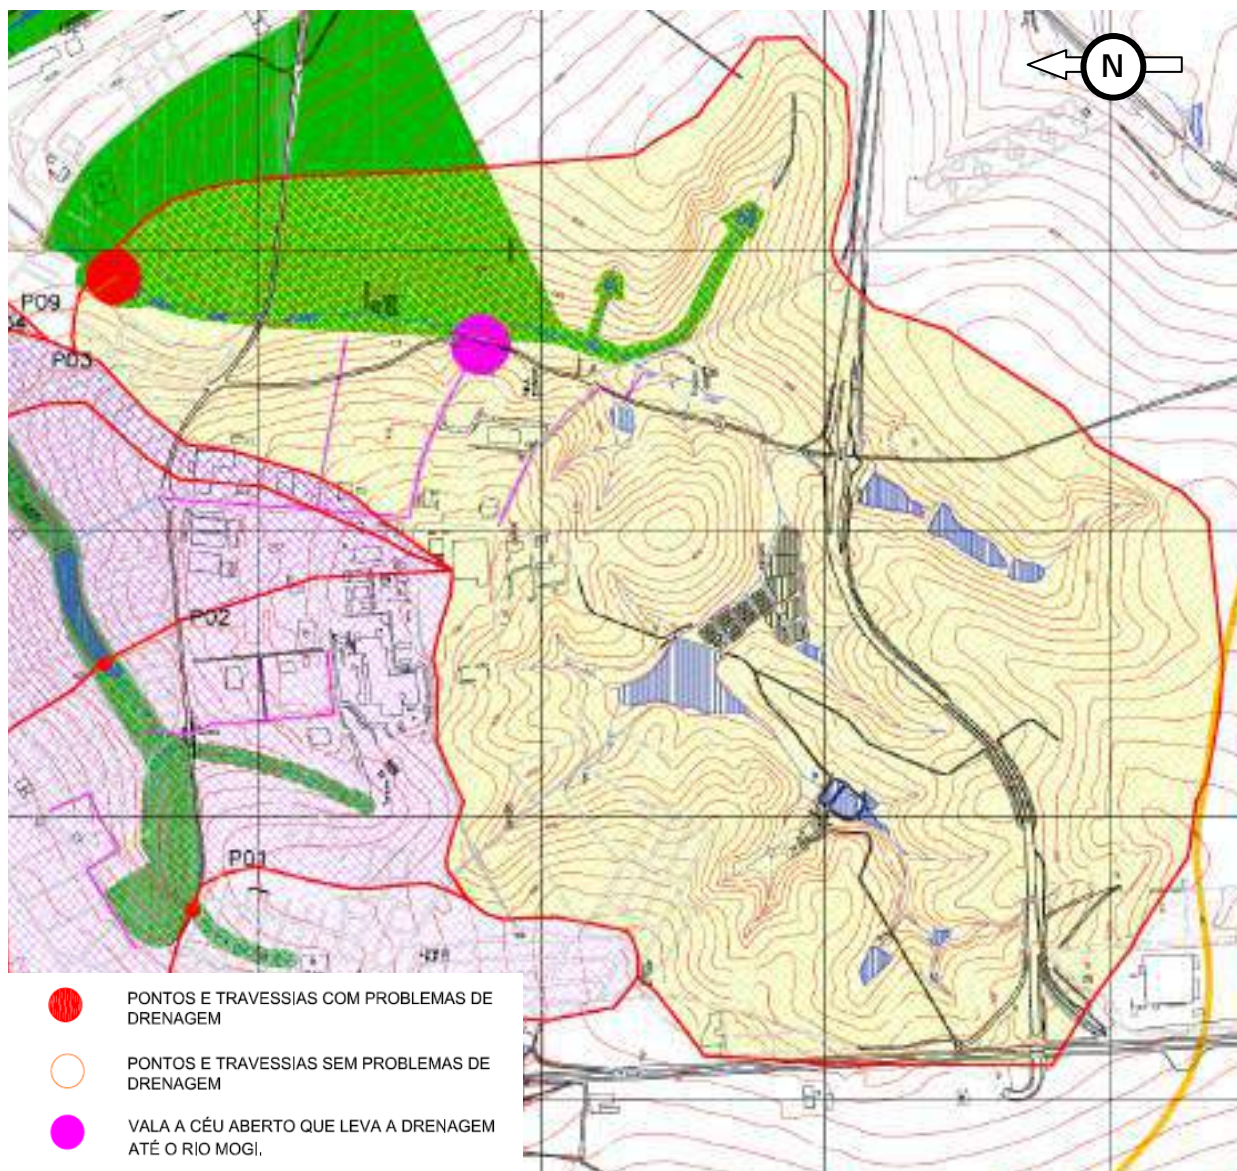 N
P09
P03
P02
P01
PONTOS E TRAVESSIAS COM PROBLEMAS DE
DRENAGEM
PONTOS E TRAVESSIAS SEM PROBLEMAS DE
DRENAGEM
VALA A CÉU ABERTO QUE LEVA A DRENAGEM
ATÉ O RIO MOGI.